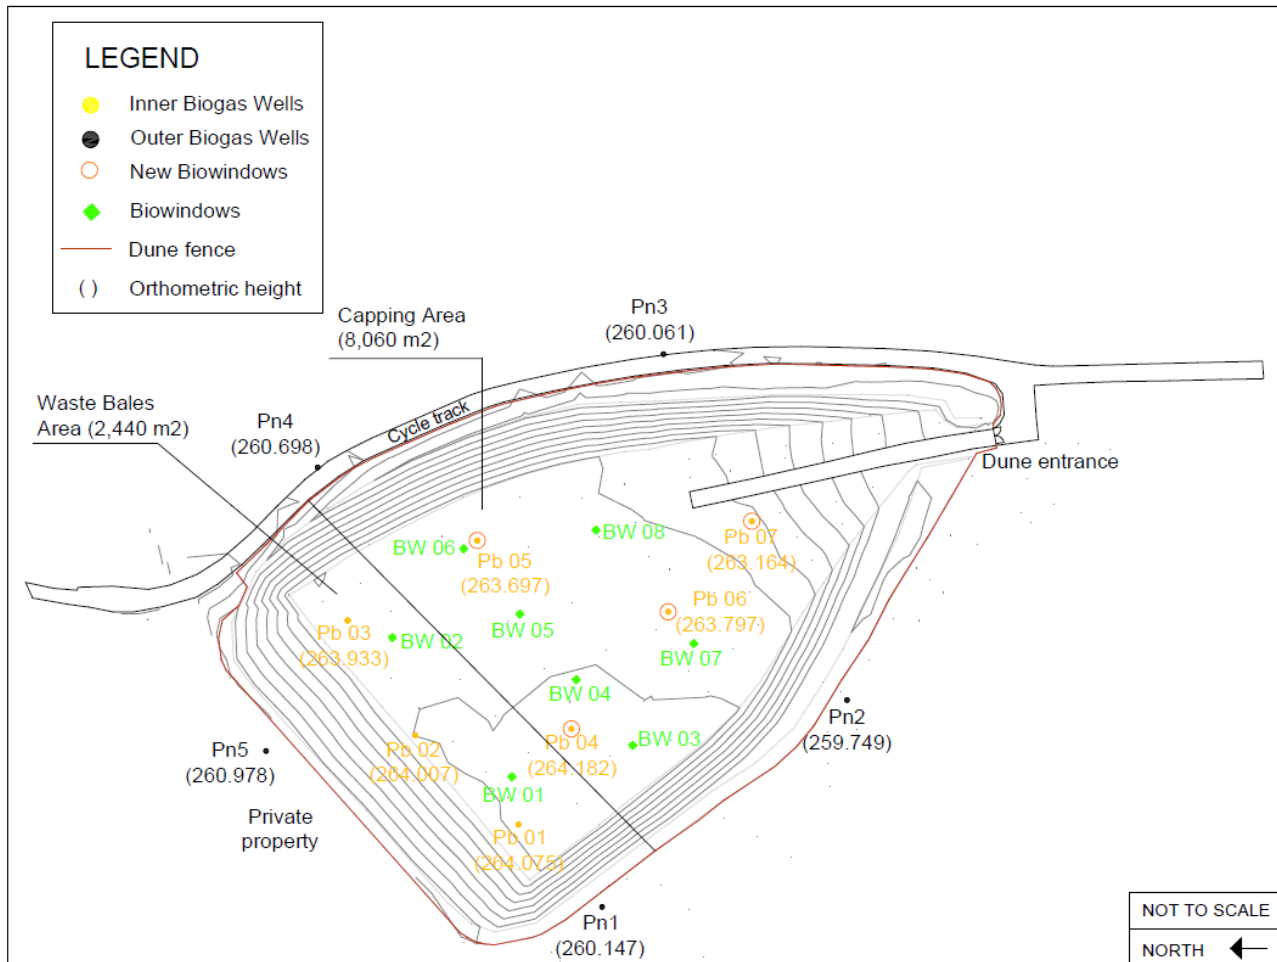 LEGEND
Inner Biogas Wells
Outer Biogas Wells
New Biowindows
Biowindows
Dune fence
( ) Orthometric height
Capping Area
(8,060 m2)
Pn3
(260.061)
Waste Bales
Area (2,440 m2)
Pn4
(260.698)
Cycle track
Dune entrance
BW 06
Pb 05
(263.697)
BW 08
Pb 07
(263.164)
Pb 06
(263.797)
Pb 03
(263.933)
BW 02
BW 05
BW 07
BW 04
Pn2
(259.749)
Pn5
(260.978)
Pb 02
(264.007)
Pb 04
(264.182)
BW 03
BW 01
Private
property
Pb 01
(264.075)
Pn1
(260.147)
NOT TO SCALE
NORTH